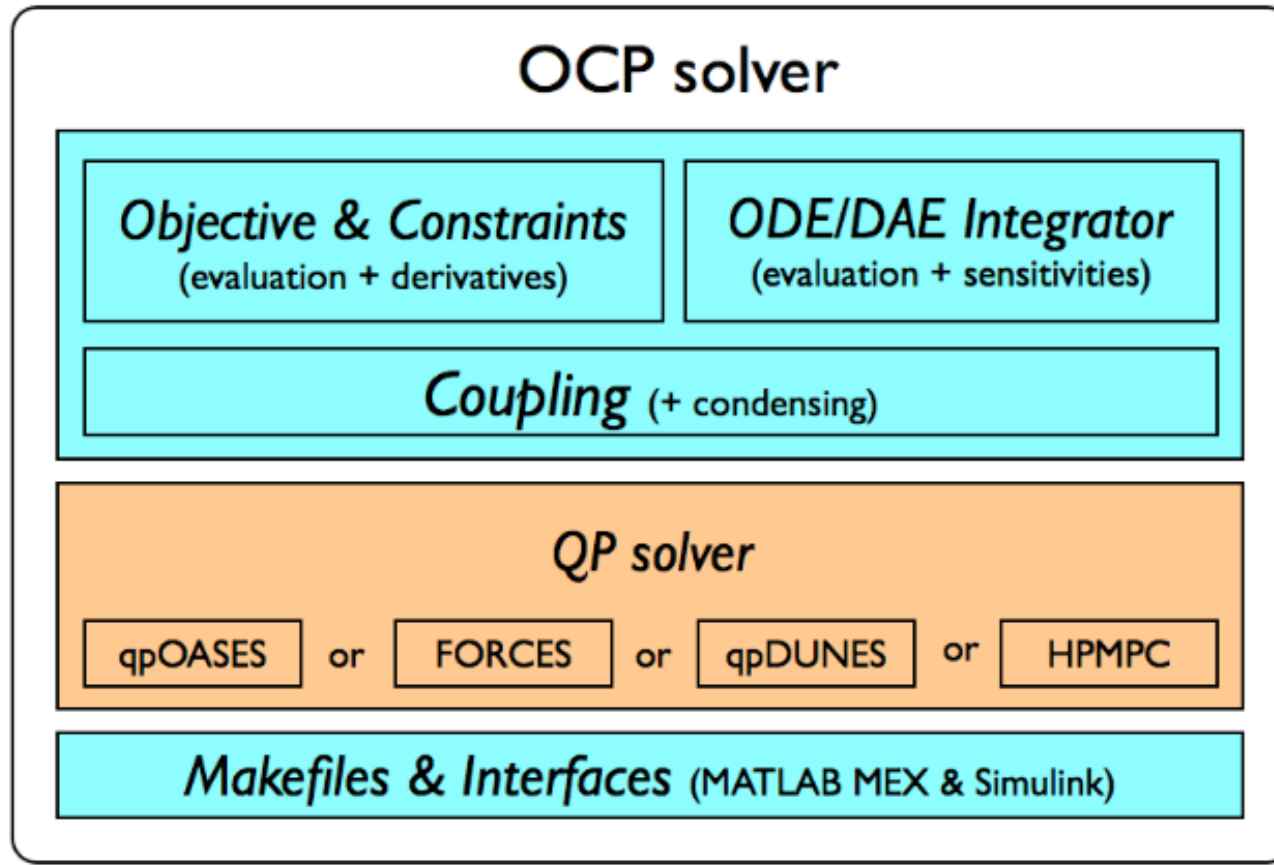 OCP solver
Objective & Constraints
(evaluation + derivatives)
ODE/DAE Integrator
(evaluation + sensitivities)
Coupling (+ condensing)
QP solver
qpOASES or FORCES or qpDUNES or HPMPC
Makefiles & Interfaces (MATLAB MEX & Simulink)